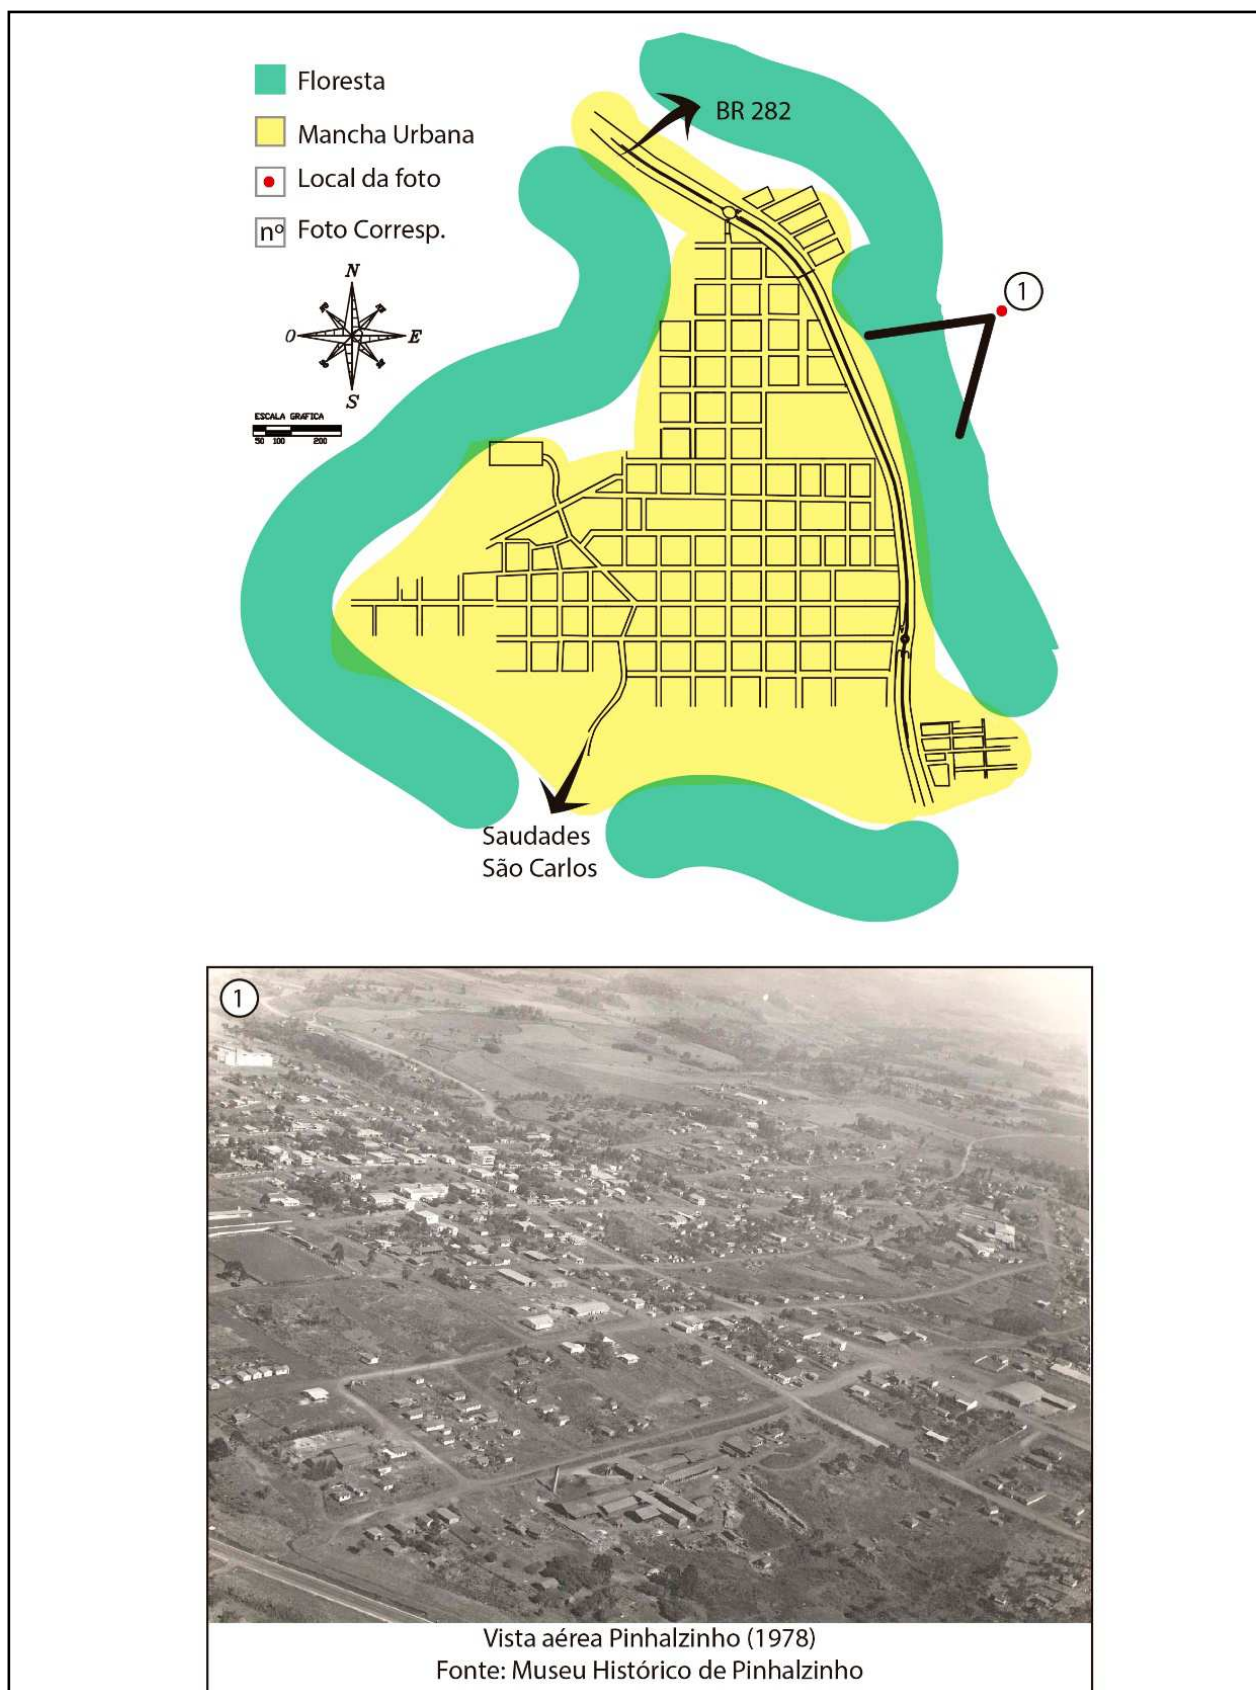 Floresta
Mancha Urbana
Local da foto
nº Foto Corresp.
BR 282
N
O
E
S
ESCALA GRAFICA
50 100 200
1
Saudades
São Carlos
1
Vista aérea Pinhalzinho (1978)
Fonte: Museu Histórico de Pinhalzinho